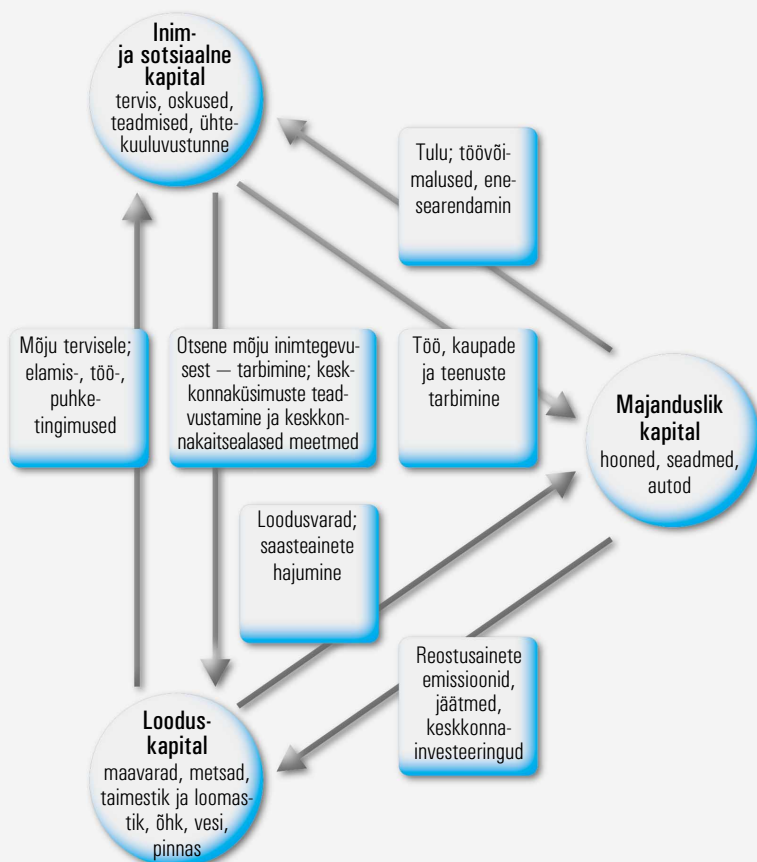 Inim-
ja sotsiaalne
kapital
tervis, oskused,
teadmised, ühte-
kuuluvustunne
Tulu; töövõi-
malused, ene-
searendamin
Mõju tervisele;
elamis-, töö-,
puhke-
tingimused
Otsene mõju inimtegevu-
sest — tarbimine; kesk-
konnaküsimuste tead-
vustamine ja keskkon-
nakaitsealased meetmed
Töö, kaupade
ja teenuste
tarbimine
Majanduslik
kapital
hooned, seadmed,
autod
Loodusvarad;
saasteainete
hajumine
Reostusainete
emissioonid,
jäätmed,
keskkonna-
investeeringud
Loodus-
kapital
maavarad, metsad,
taimestik ja loomas-
tik, õhk, vesi,
pinnas